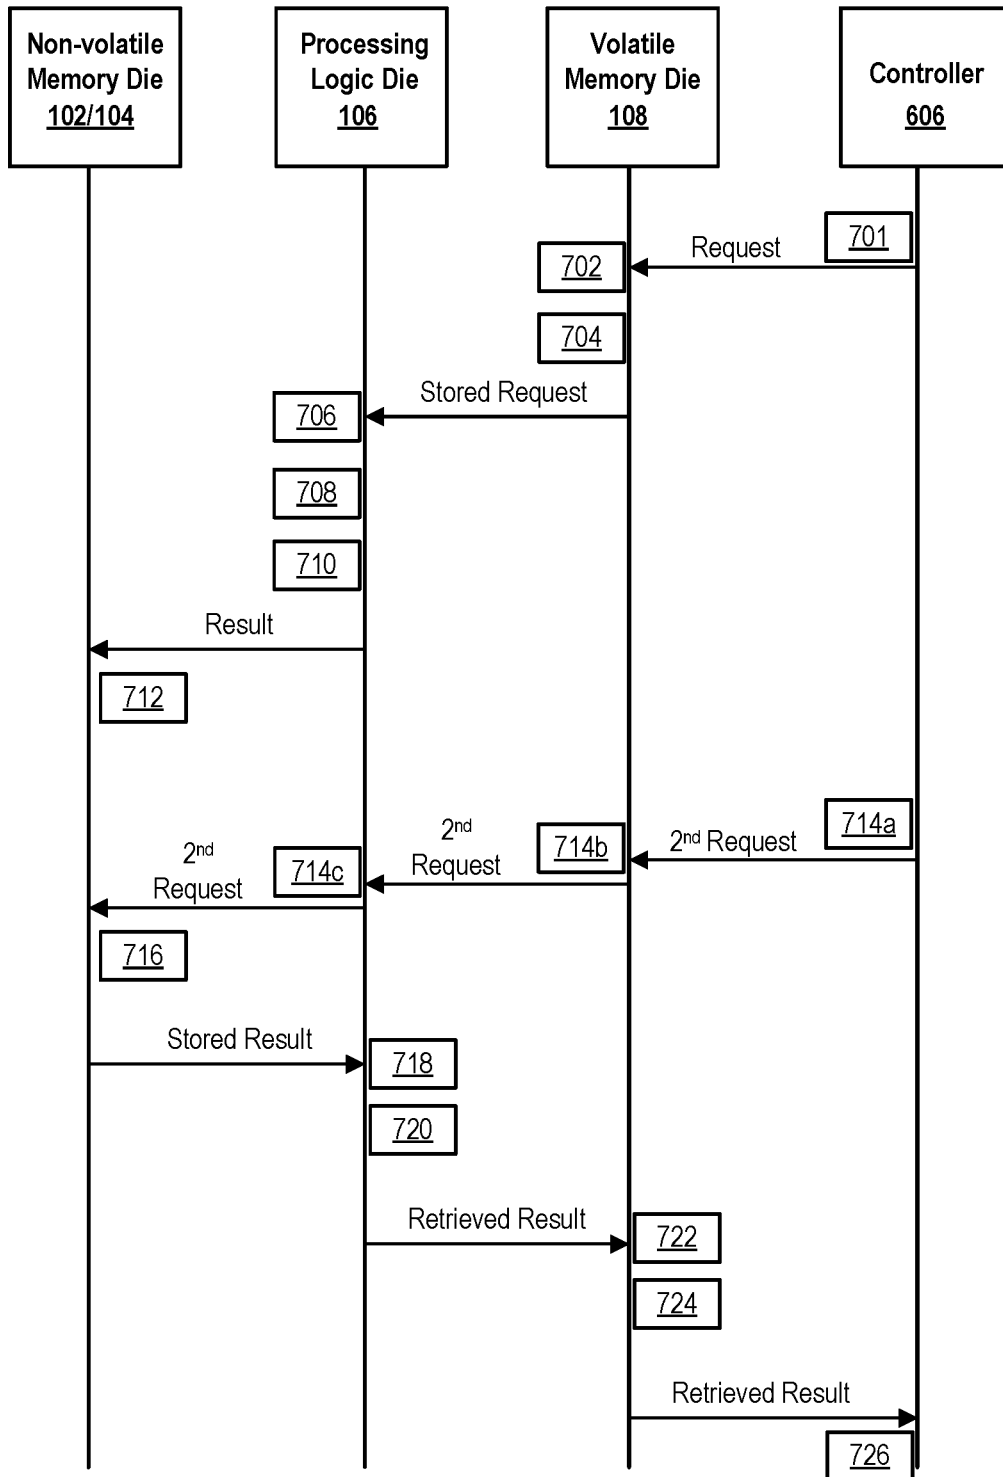 Non-volatile
Memory Die
102/104
Processing
Logic Die
106
Volatile
Memory Die
108
Controller
606
701
Request
702
704
Stored Request
706
708
710
Result
712
714a
2nd Request
714b
2nd
Request
714c
2nd
Request
716
Stored Result
718
720
Retrieved Result
722
724
Retrieved Result
726